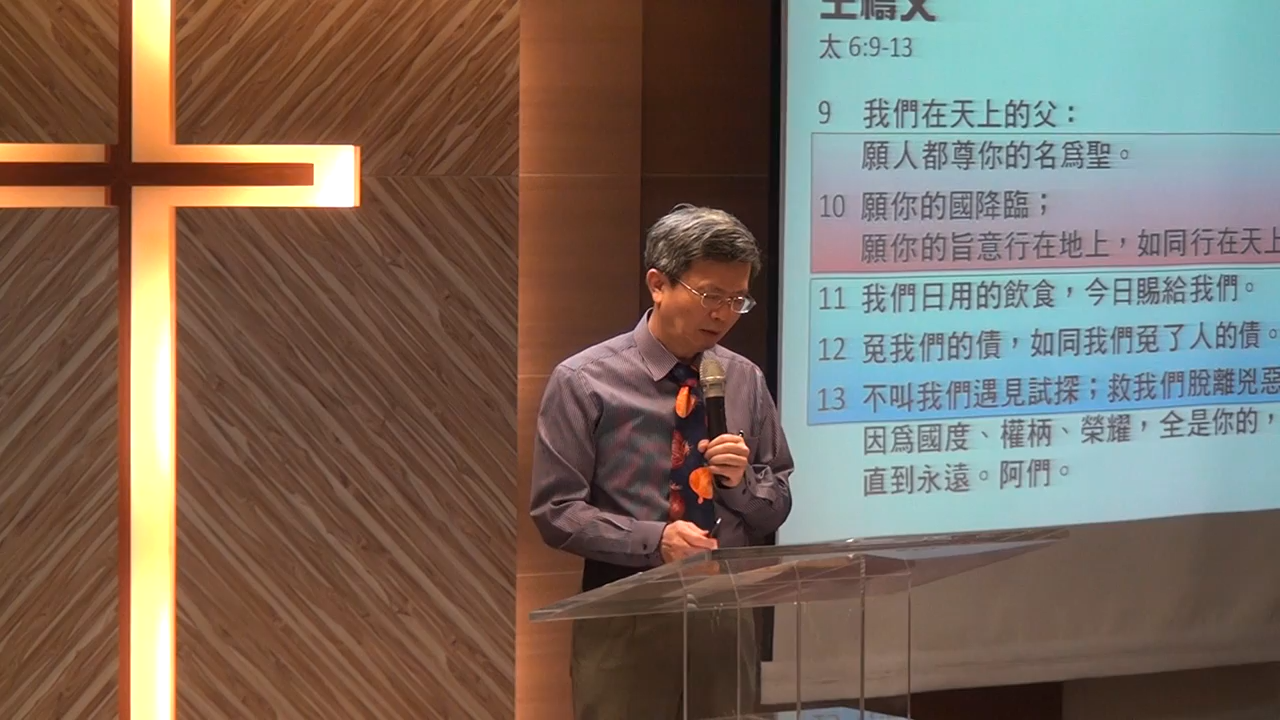 主禱文
太 6:9-13
9 我們在天上的父：
願人都尊你的名爲聖。
10 願你的國降臨；
願你的旨意行在地上，如同行在天上
11 我們日用的飲食，今日賜給我們。
12 免我們的債，如同我們免了人的債。
13 不叫我們遇見試探；救我們脫離兇惡
因爲國度、權柄、榮耀，全是你的，
直到永遠。阿們。